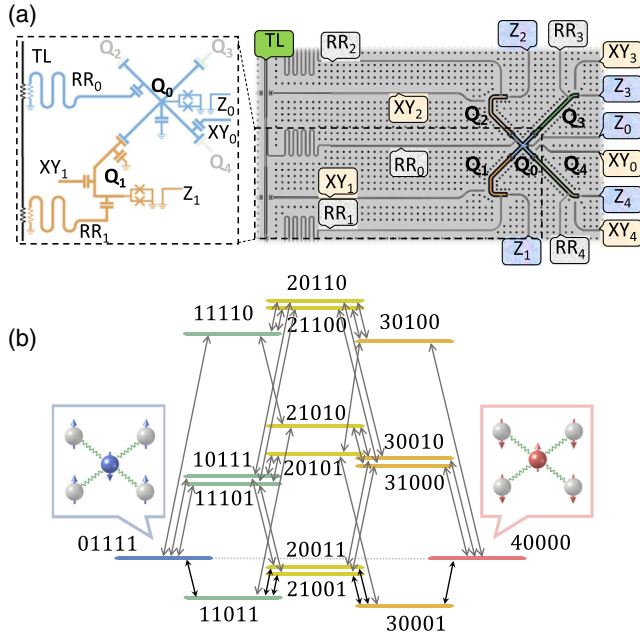 (a)
TL
RR₀
Q₂
Q₃
Q₀
Z₀
XY₀
Q₄
XY₁
Q₁
Z₁
RR₁
TL
RR₂
Z₂
RR₃
XY₃
Z₃
XY₂
Q₂
Q₃
Z₀
RR₀
Q₁
Q₀
Q₄
XY₀
XY₁
Z₄
RR₁
Z₁
RR₄
XY₄
(b)
20110
11110
21100
30100
21010
10111
20101
30010
11101
31000
01111
20011
40000
21001
11011
30001